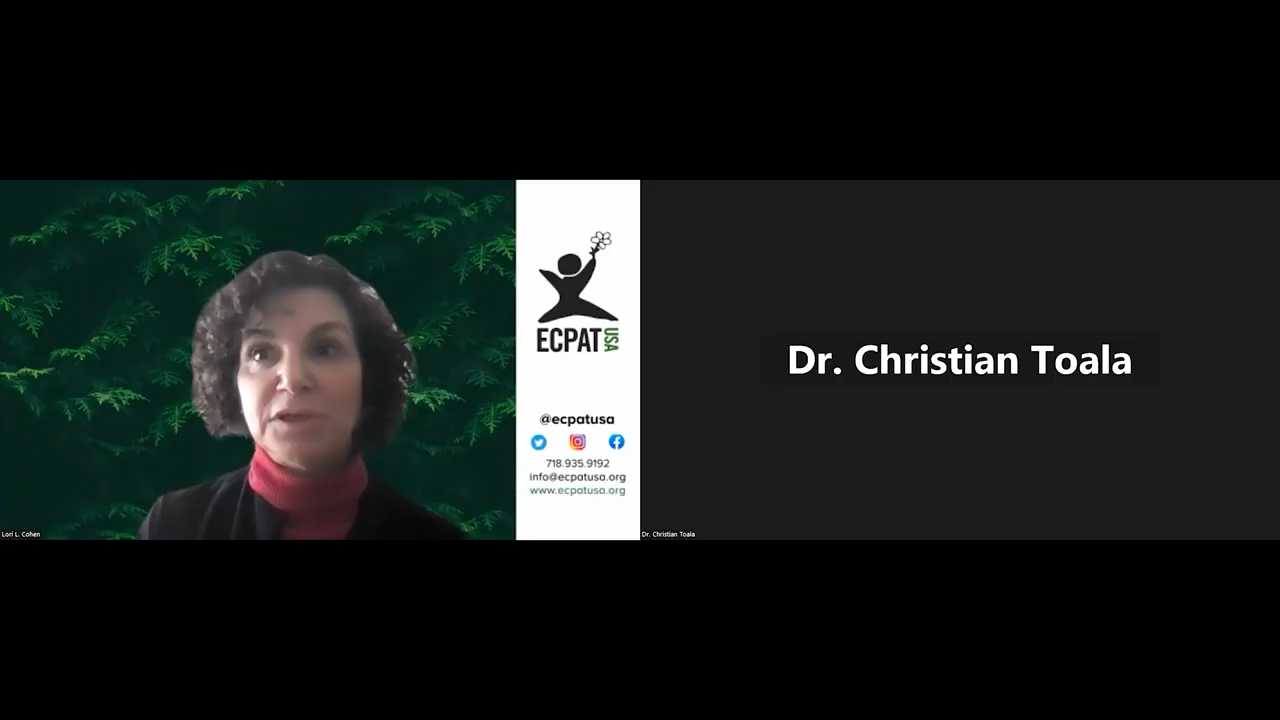 ECPAT USA
@ecpatusa
718.935.9192
info@ecpatusa.org
www.ecpatusa.org
Lori L. Cohen
Dr. Christian Toala
Dr. Christian Toala